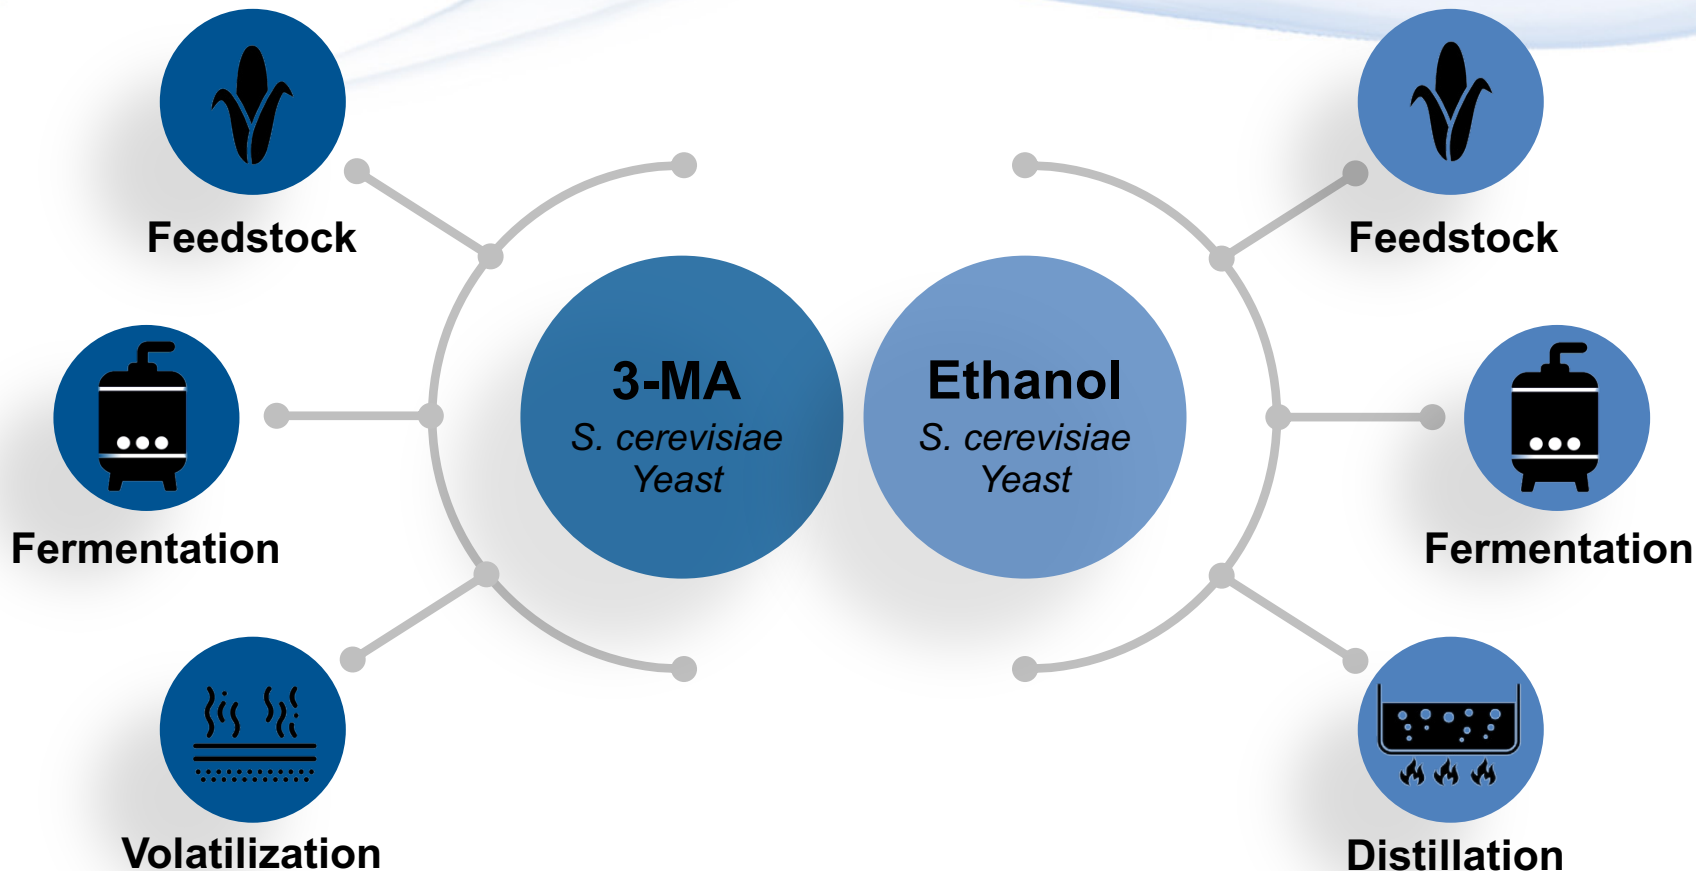 Feedstock
Fermentation
Volatilization
3-MA
S. cerevisiae
Yeast
Ethanol
S. cerevisiae
Yeast
Feedstock
Fermentation
Distillation